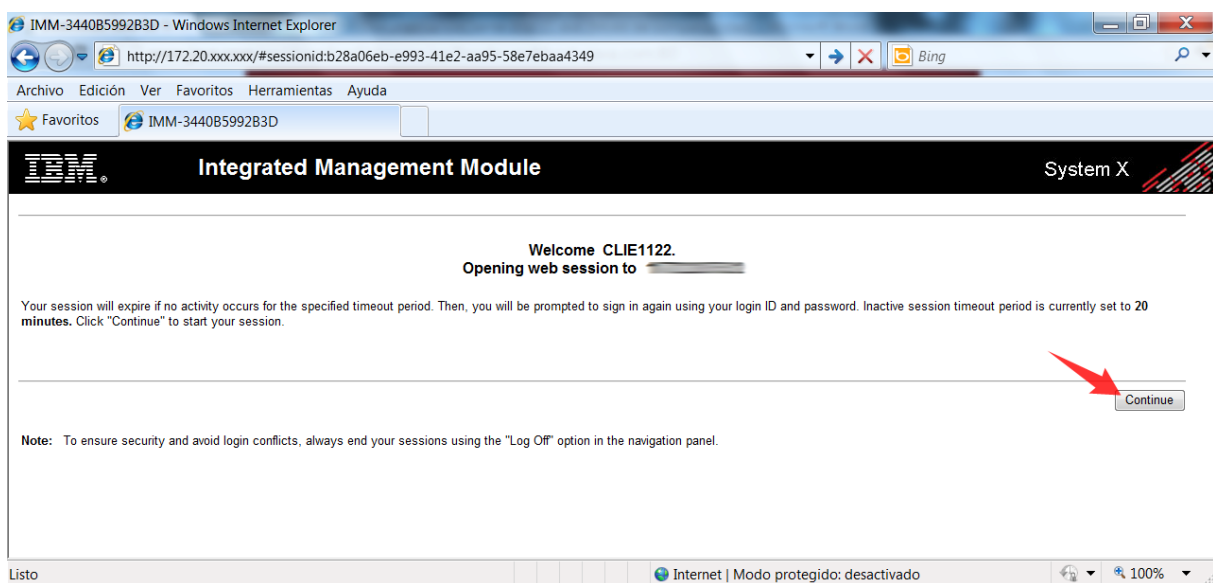 IMM-3440B5992B3D - Windows Internet Explorer
http://172.20.xxx.xxx/#sessionid:b28a06eb-e993-41e2-aa95-58e7ebaa4349
Bing
Archivo Edición Ver Favoritos Herramientas Ayuda
Favoritos IMM-3440B5992B3D
IBM® Integrated Management Module System X
Welcome CLIE1122.
Opening web session to
Your session will expire if no activity occurs for the specified timeout period. Then, you will be prompted to sign in again using your login ID and password. Inactive session timeout period is currently set to 20
minutes. Click "Continue" to start your session.
Continue
Note: To ensure security and avoid login conflicts, always end your sessions using the "Log Off" option in the navigation panel.
Listo Internet | Modo protegido: desactivado 100%